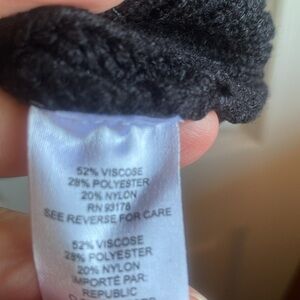 52% VISCOSE
28% POLYESTER
20% NYLON
RN 93178
SEE REVERSE FOR CARE
52% VISCOSE
28% POLYESTER
20% NYLON
IMPORTÉ PAR:
REPUBLIC